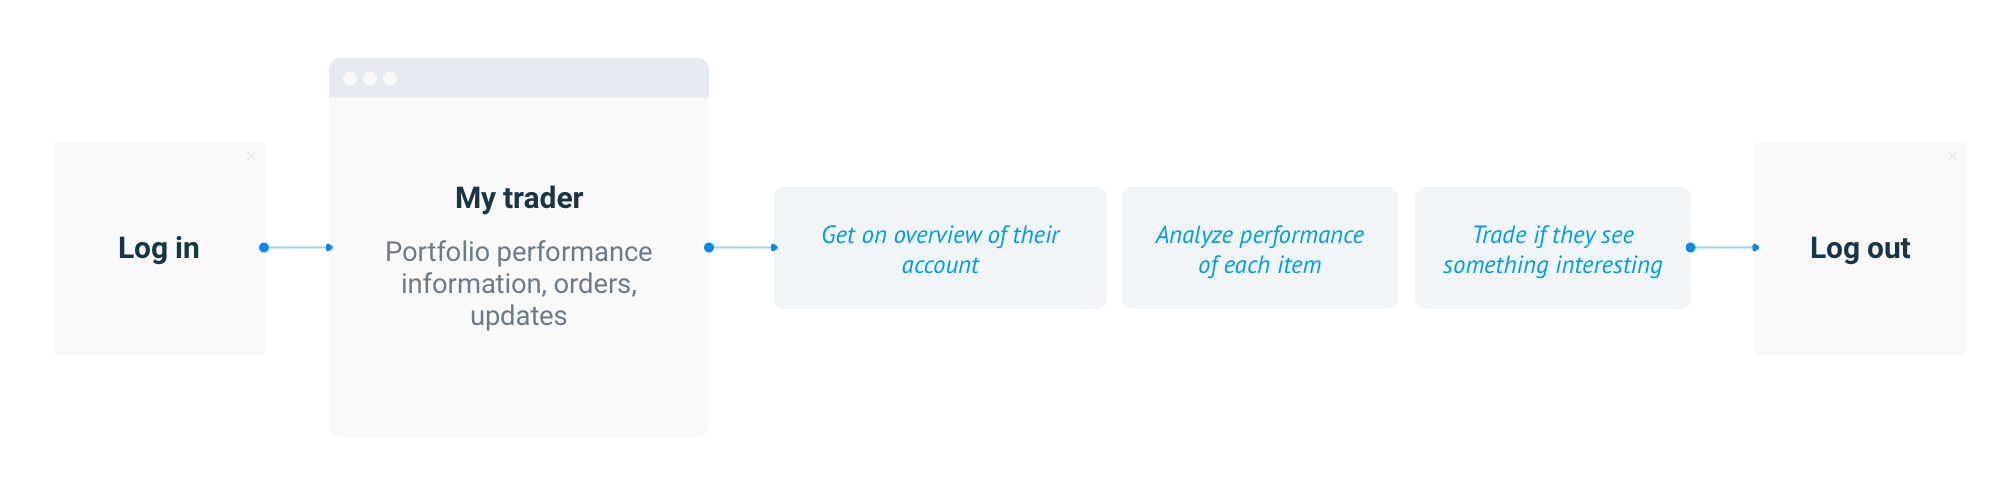 Log in
My trader
Portfolio performance
information, orders,
updates
Get on overview of their
account
Analyze performance
of each item
Trade if they see
something interesting
Log out